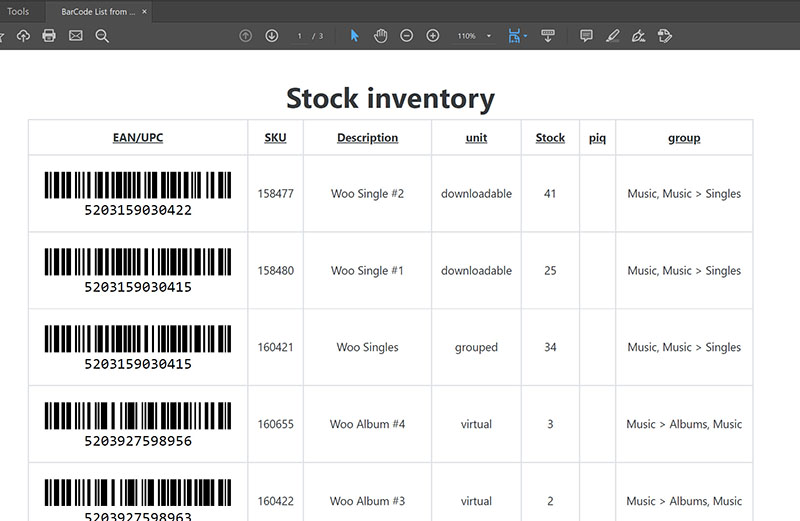 Tools
BarCode List from ... ×
1 / 3
110%
Stock inventory
EAN/UPC SKU Description unit Stock piq group
5203159030422 158477 Woo Single #2 downloadable 41 Music, Music > Singles
5203159030415 158480 Woo Single #1 downloadable 25 Music, Music > Singles
5203159030415 160421 Woo Singles grouped 34 Music, Music > Singles
5203927598956 160655 Woo Album #4 virtual 3 Music > Albums, Music
5203927598963 160422 Woo Album #3 virtual 2 Music > Albums, Music